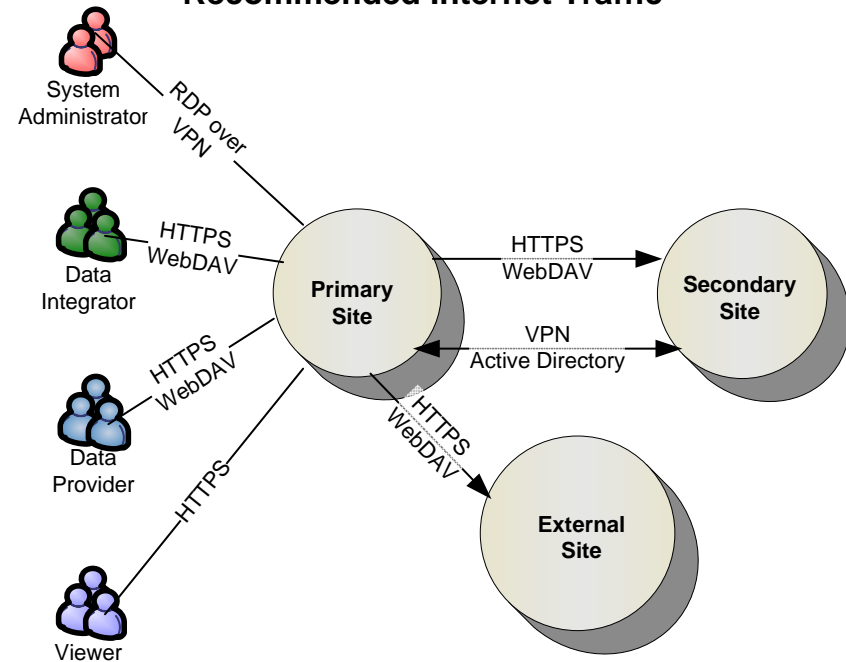 Recommended Internet Traffic
System
Administrator
RDP over
VPN
Data
Integrator
HTTPS
WebDAV
Data
Provider
HTTPS
WebDAV
Viewer
HTTPS
Primary
Site
HTTPS
WebDAV
VPN
Active Directory
Secondary
Site
HTTPS
WebDAV
External
Site